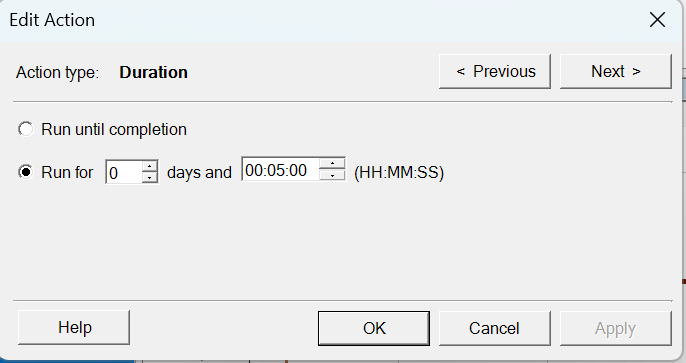 Edit Action
Action type: Duration
< Previous
Next >
Run until completion
Run for 0 days and 00:05:00 (HH:MM:SS)
Help
OK
Cancel
Apply